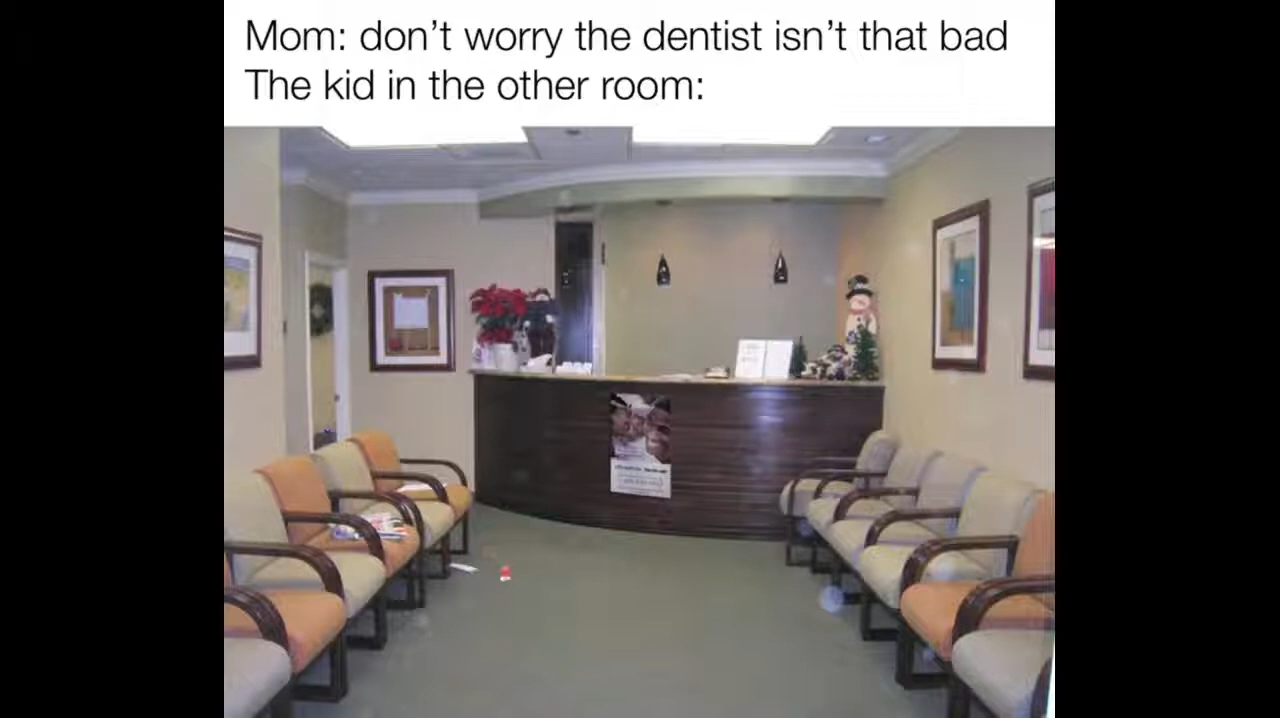 Mom: don’t worry the dentist isn’t that bad
The kid in the other room: